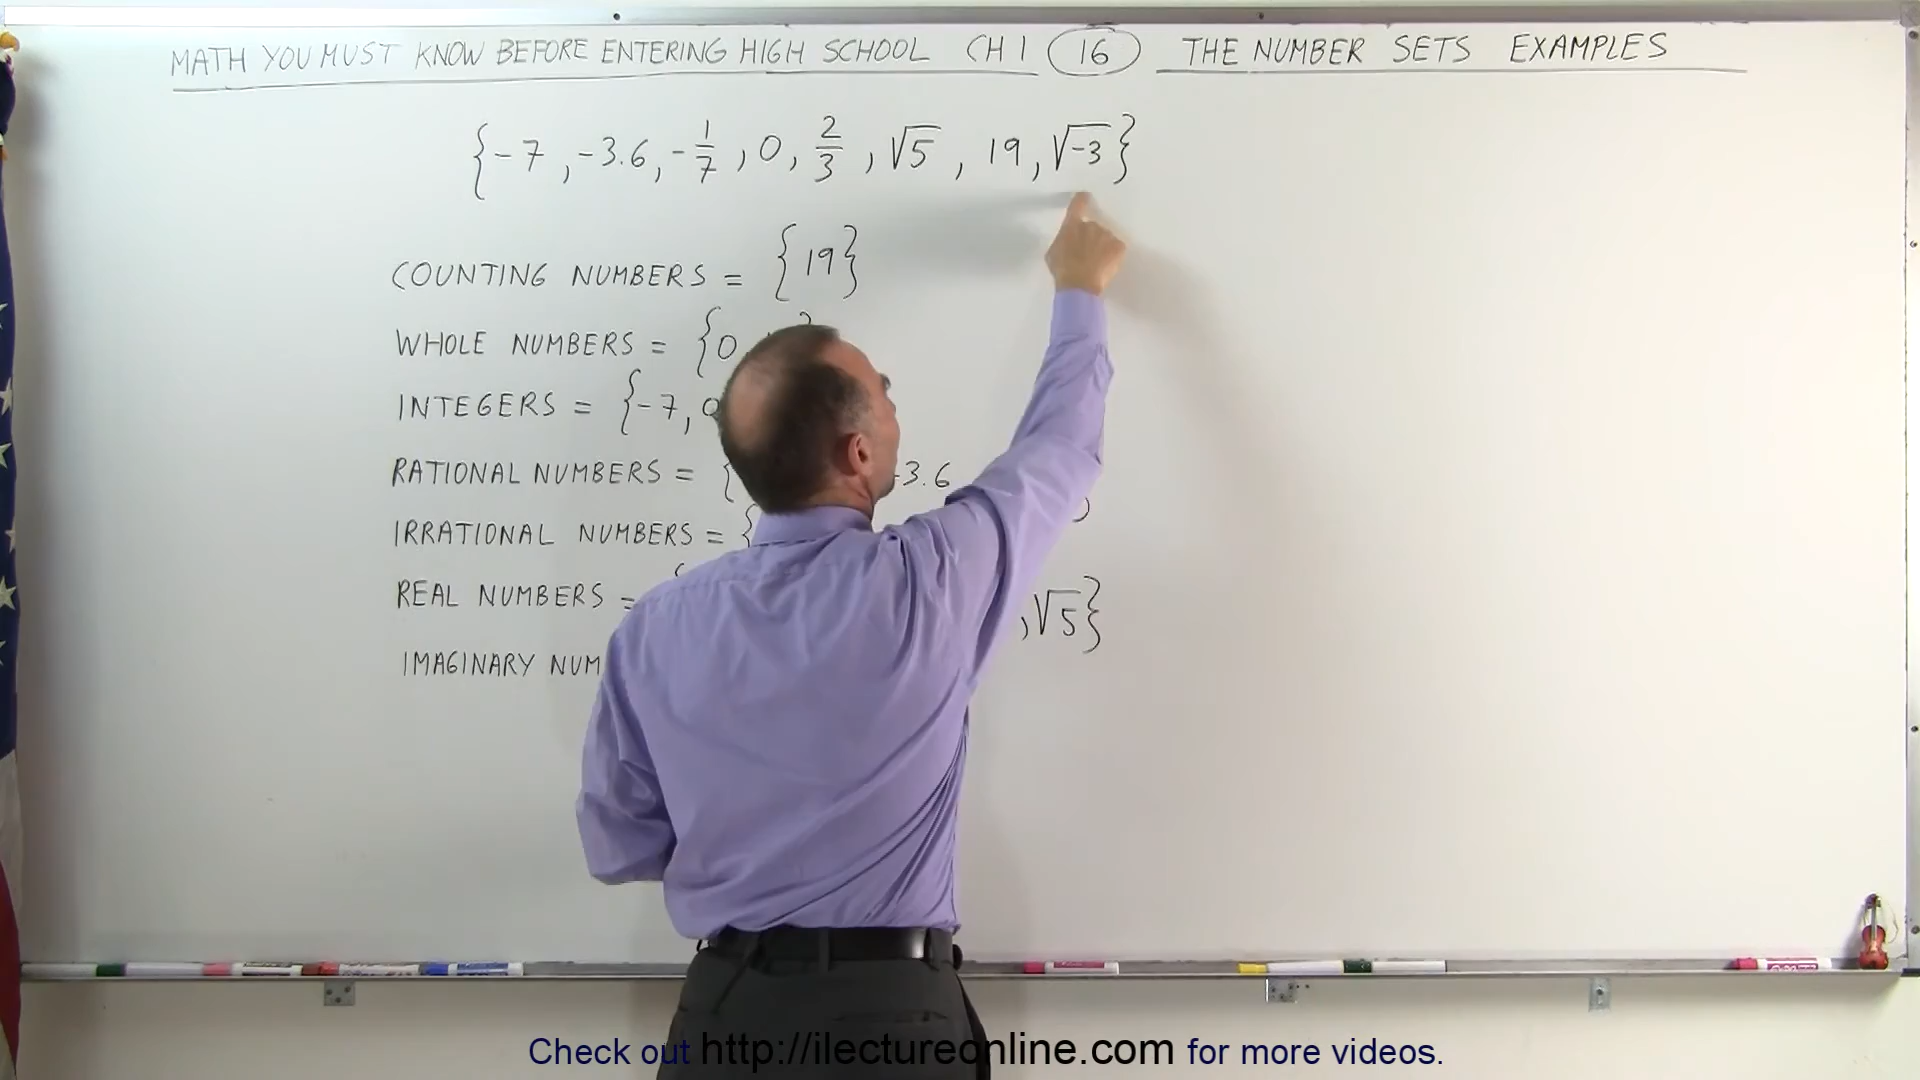 MATH YOU MUST KNOW BEFORE ENTERING HIGH SCHOOL CH 1 16 THE NUMBER SETS EXAMPLES
{-7, -3.6, -1/7, 0, 2/3, √5, 19, √-3}
COUNTING NUMBERS = {19}
WHOLE NUMBERS = {0
INTEGERS = {-7, 0
RATIONAL NUMBERS = { -3.6
IRRATIONAL NUMBERS = {
REAL NUMBERS = , √5}
IMAGINARY NUM
Check out http://ilectureonline.com for more videos.